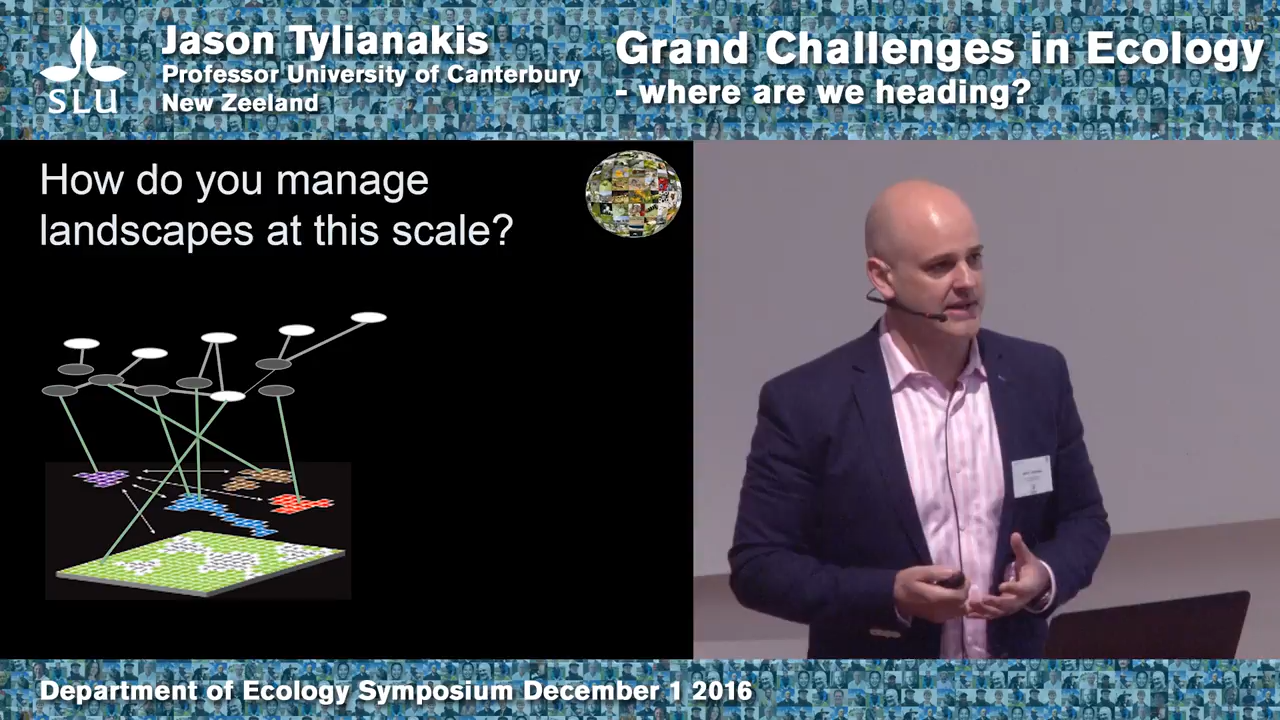 SLU
Jason Tylianakis
Professor University of Canterbury
New Zeeland
Grand Challenges in Ecology
- where are we heading?
How do you manage
landscapes at this scale?
Department of Ecology Symposium December 1 2016